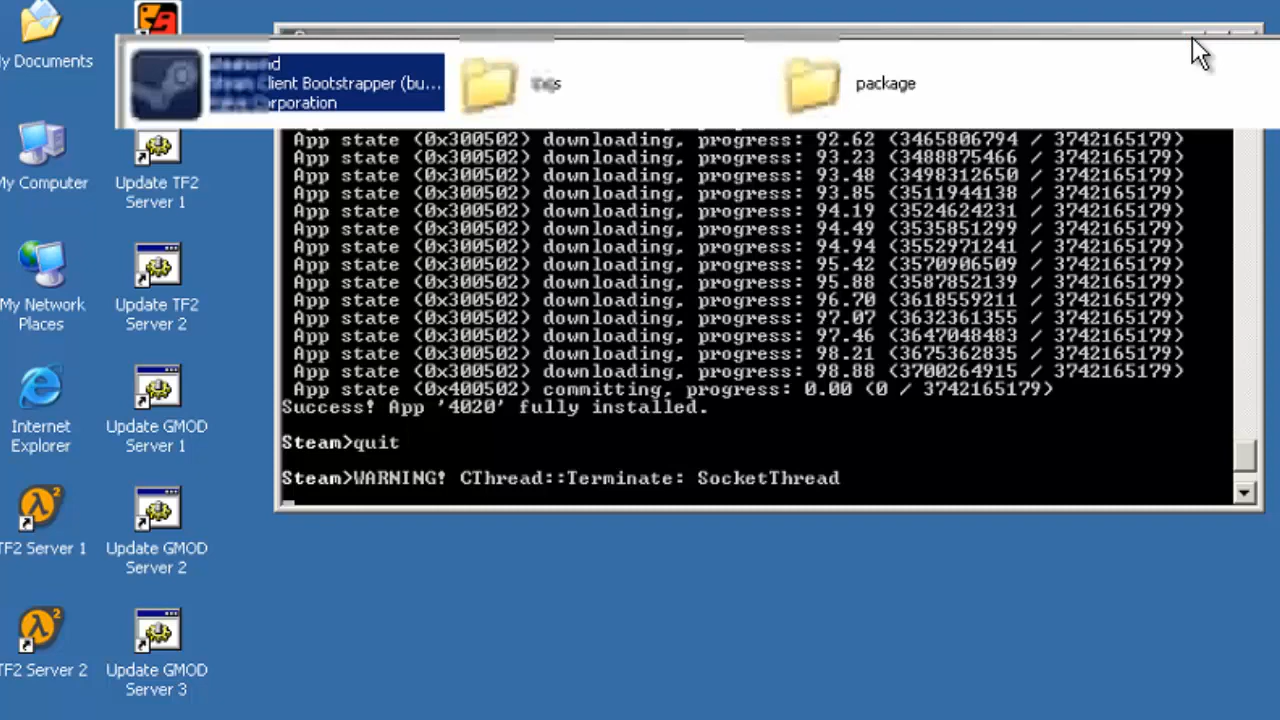 y Documents
My Computer
Update TF2
Server 1
My Network
Places
Update TF2
Server 2
Internet
Explorer
Update GMOD
Server 1
TF2 Server 1
Update GMOD
Server 2
TF2 Server 2
Update GMOD
Server 3
Client Bootstrapper (bu...
Corporation
package
App state (0x300502) downloading, progress: 92.62 (3465806794 / 3742165179)
App state (0x300502) downloading, progress: 93.23 (3488875466 / 3742165179)
App state (0x300502) downloading, progress: 93.48 (3498312650 / 3742165179)
App state (0x300502) downloading, progress: 93.85 (3511944138 / 3742165179)
App state (0x300502) downloading, progress: 94.19 (3524624231 / 3742165179)
App state (0x300502) downloading, progress: 94.49 (3535851299 / 3742165179)
App state (0x300502) downloading, progress: 94.94 (3552971241 / 3742165179)
App state (0x300502) downloading, progress: 95.42 (3570906509 / 3742165179)
App state (0x300502) downloading, progress: 95.88 (3587852139 / 3742165179)
App state (0x300502) downloading, progress: 96.70 (3618559211 / 3742165179)
App state (0x300502) downloading, progress: 97.07 (3632361355 / 3742165179)
App state (0x300502) downloading, progress: 97.46 (3647048483 / 3742165179)
App state (0x300502) downloading, progress: 98.21 (3675362835 / 3742165179)
App state (0x300502) downloading, progress: 98.88 (3700264915 / 3742165179)
App state (0x400502) committing, progress: 0.00 (0 / 3742165179)
Success! App '4020' fully installed.
Steam>quit
Steam>WARNING! CThread::Terminate: SocketThread